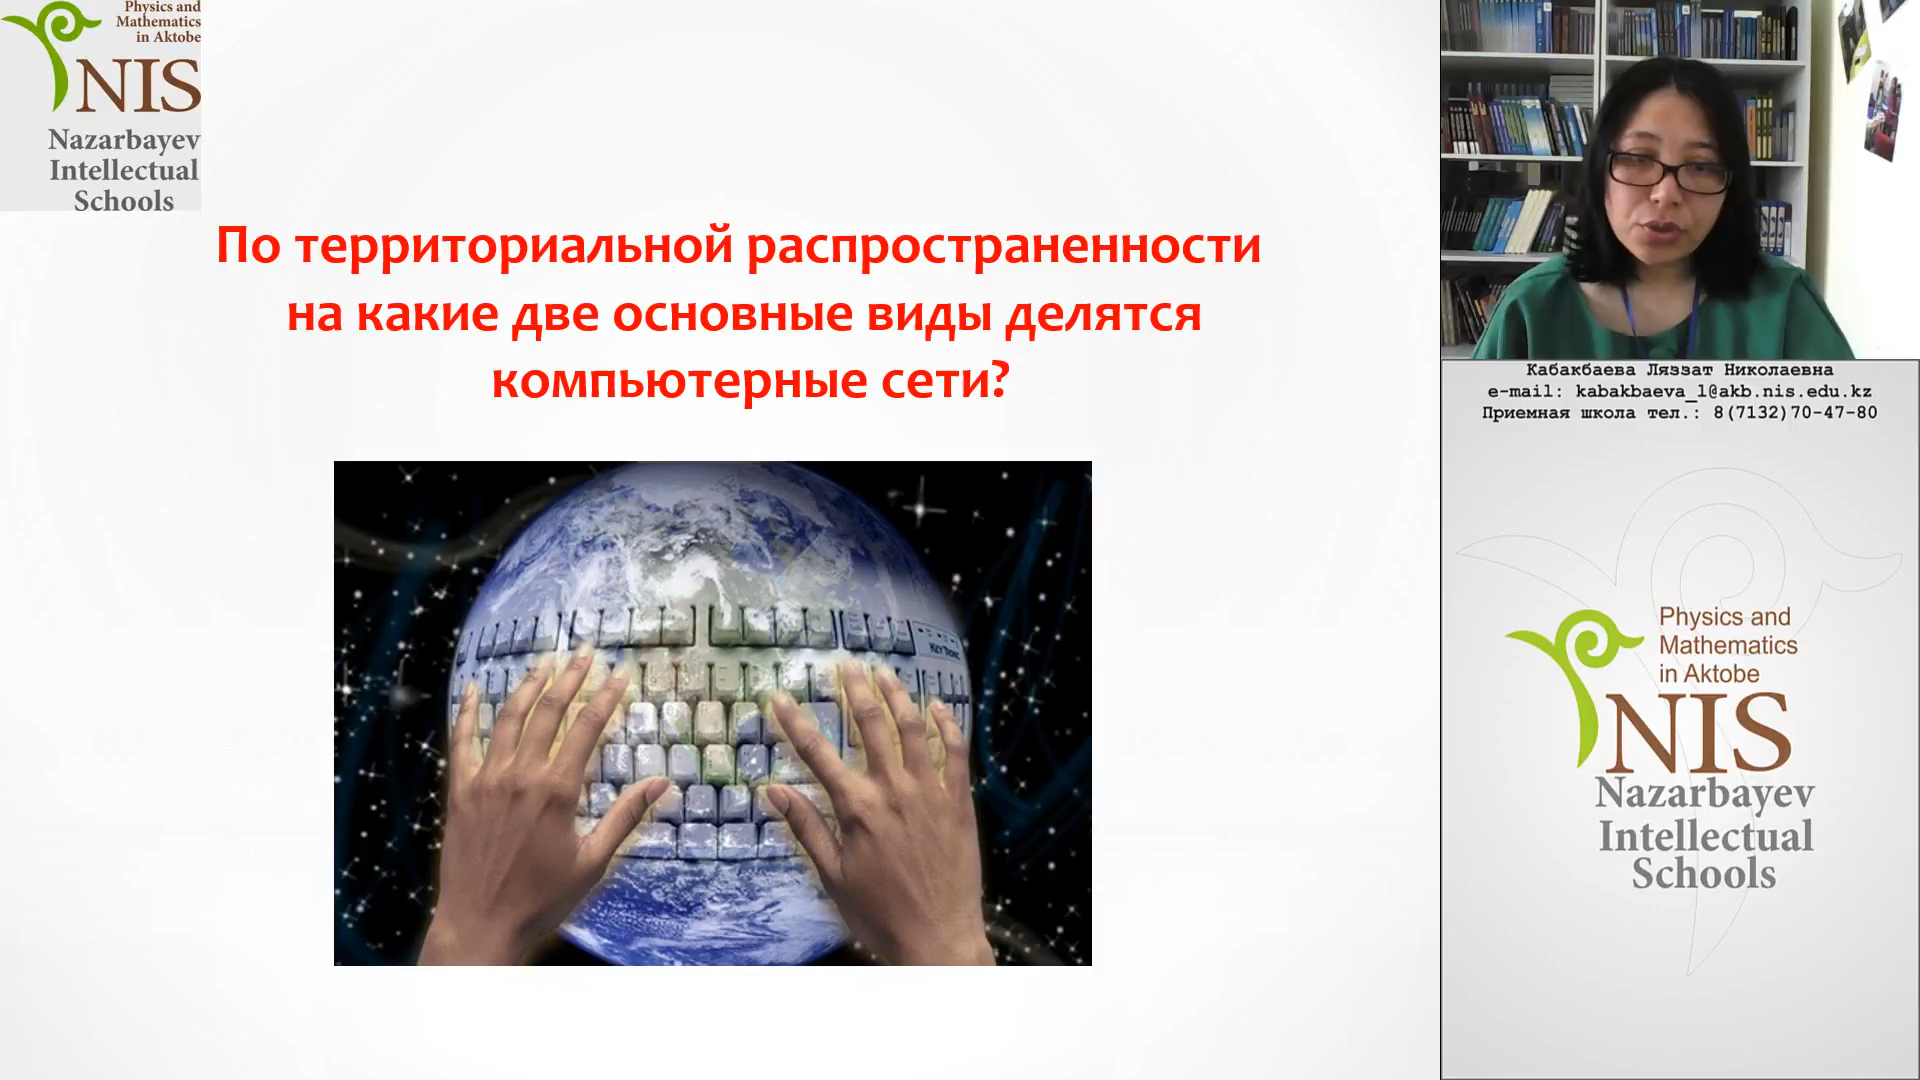 Physics and
Mathematics
in Aktobe
NIS
Nazarbayev
Intellectual
Schools
По территориальной распространенности
на какие две основные виды делятся
компьютерные сети?
Key Tronic
Кабакбаева Ляззат Николаевна
e-mail: kabakbaeva_l@akb.nis.edu.kz
Приемная школа тел.: 8(7132)70-47-80
Physics and
Mathematics
in Aktobe
NIS
Nazarbayev
Intellectual
Schools